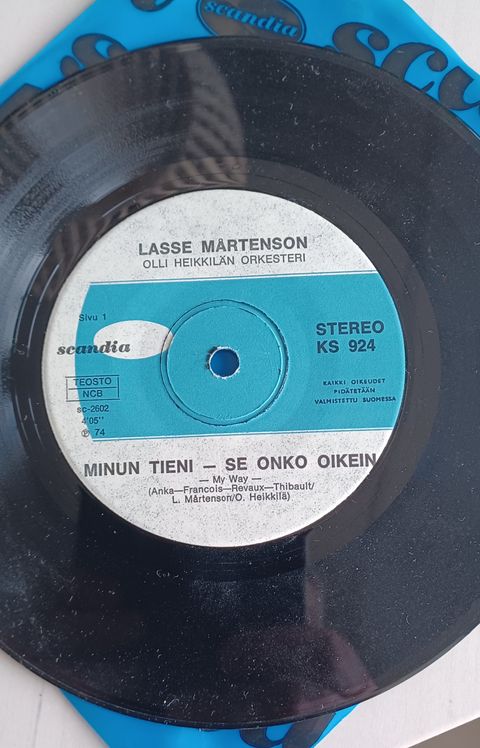 scandia
LASSE MÅRTENSON
OLLI HEIKKILÄN ORKESTERI
Sivu 1
scandia
STEREO
KS 924
TEOSTO
NCB
KAIKKI OIKEUDET
PIDÄTETÄÄN
VALMISTETTU SUOMESSA
sc-2602
4'05''
℗ 74
MINUN TIENI – SE ONKO OIKEIN
— My Way —
(Anka—Francois—Revaux—Thibault/
L. Mårtenson/O. Heikkilä)